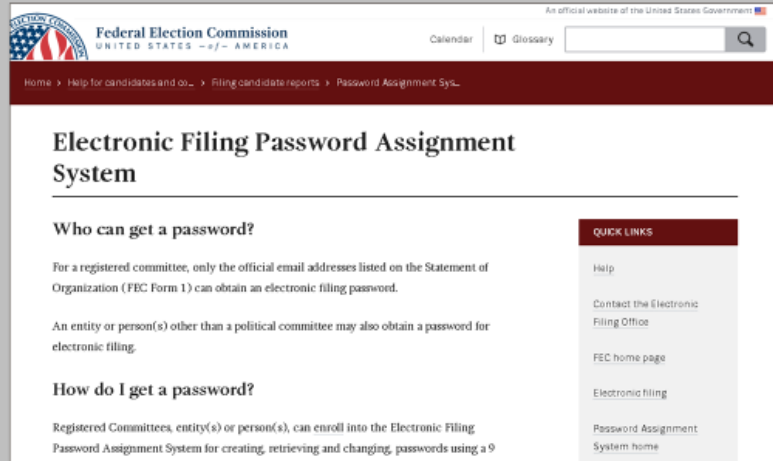 An official website of the United States Government
ELECTION COMMISSION
Federal Election Commission
UNITED STATES —of— AMERICA
Calendar
Glossary
Home › Help for candidates and co... › Filing candidate reports › Password Assignment Sys...
Electronic Filing Password Assignment
System
Who can get a password?
For a registered committee, only the official email addresses listed on the Statement of
Organization (FEC Form 1) can obtain an electronic filing password.
An entity or person(s) other than a political committee may also obtain a password for
electronic filing.
How do I get a password?
Registered Committees, entity(s) or person(s), can enroll into the Electronic Filing
Password Assignment System for creating, retrieving and changing, passwords using a 9
QUICK LINKS
Help
Contact the Electronic
Filing Office
FEC home page
Electronic filing
Password Assignment
System home